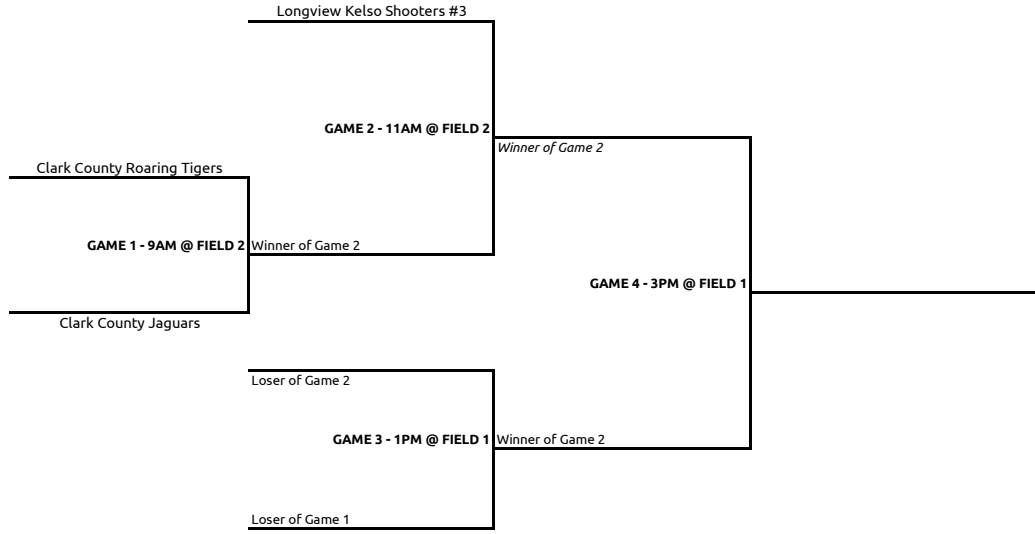 Longview Kelso Shooters #3
GAME 2 - 11AM @ FIELD 2
Winner of Game 2
Clark County Roaring Tigers
GAME 1 - 9AM @ FIELD 2
Winner of Game 2
GAME 4 - 3PM @ FIELD 1
Clark County Jaguars
Loser of Game 2
GAME 3 - 1PM @ FIELD 1
Winner of Game 2
Loser of Game 1